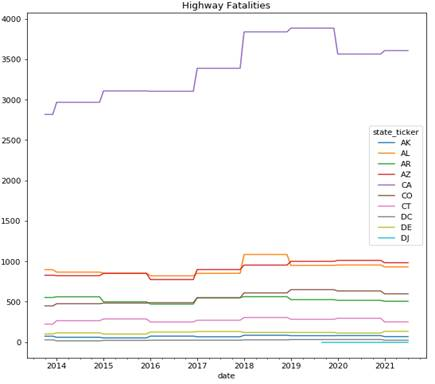 Highway Fatalities
4000
3500
3000
2500
2000
1500
1000
500
0
state_ticker
AK
AL
AR
AZ
CA
CO
CT
DC
DE
DJ
2014 2015 2016 2017 2018 2019 2020 2021
date